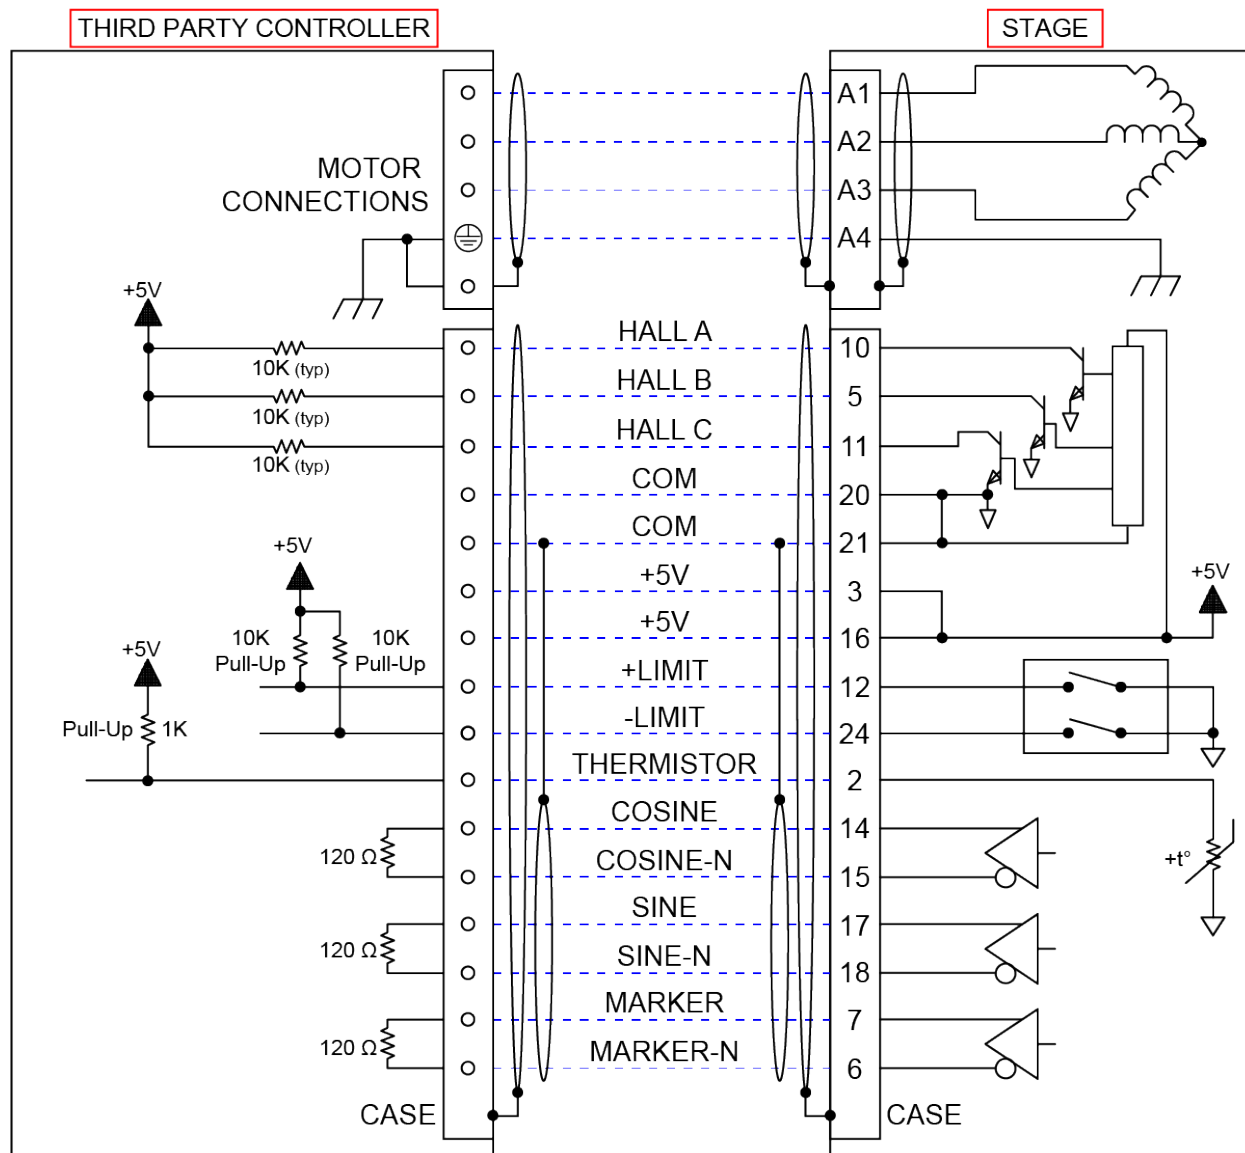 THIRD PARTY CONTROLLER
STAGE
MOTOR
CONNECTIONS
A1
A2
A3
A4
+5V
10K (typ)
10K (typ)
10K (typ)
HALL A
10
HALL B
5
HALL C
11
COM
20
COM
21
+5V
+5V
3
+5V
+5V
16
10K
Pull-Up
10K
Pull-Up
+5V
+LIMIT
12
Pull-Up 1K
-LIMIT
24
THERMISTOR
2
COSINE
14
120 Ω
COSINE-N
15
+t°
SINE
17
120 Ω
SINE-N
18
MARKER
7
120 Ω
MARKER-N
6
CASE
CASE